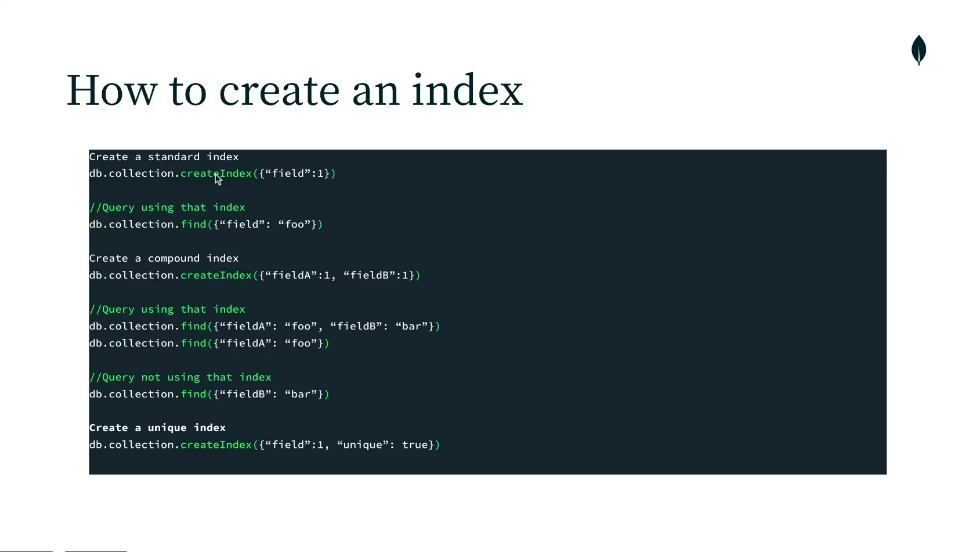 How to create an index
Create a standard index
db.collection.createIndex({“field”:1})
//Query using that index
db.collection.find({“field”: “foo”})
Create a compound index
db.collection.createIndex({“fieldA”:1, “fieldB”:1})
//Query using that index
db.collection.find({“fieldA”: “foo”, “fieldB”: “bar”})
db.collection.find({“fieldA”: “foo”})
//Query not using that index
db.collection.find({“fieldB”: “bar”})
Create a unique index
db.collection.createIndex({“field”:1, “unique”: true})